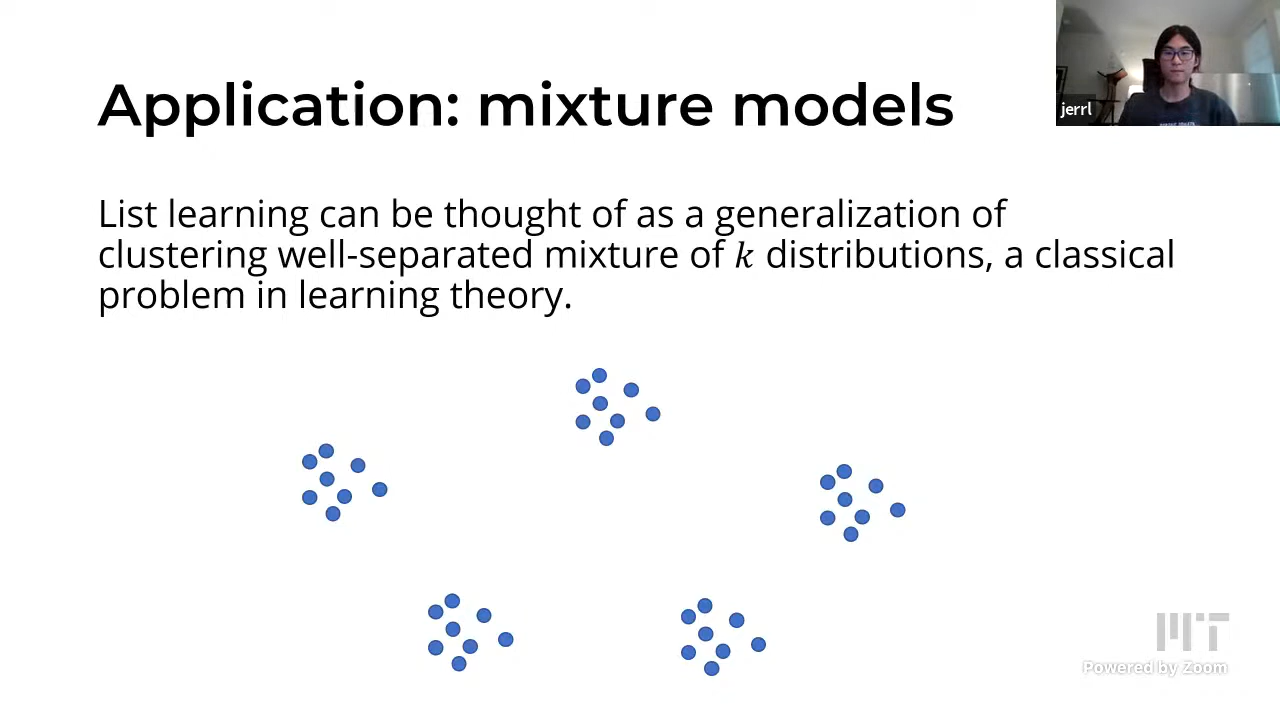 Application: mixture models
jerrl
List learning can be thought of as a generalization of
clustering well-separated mixture of k distributions, a classical
problem in learning theory.
MIT
Powered by Zoom